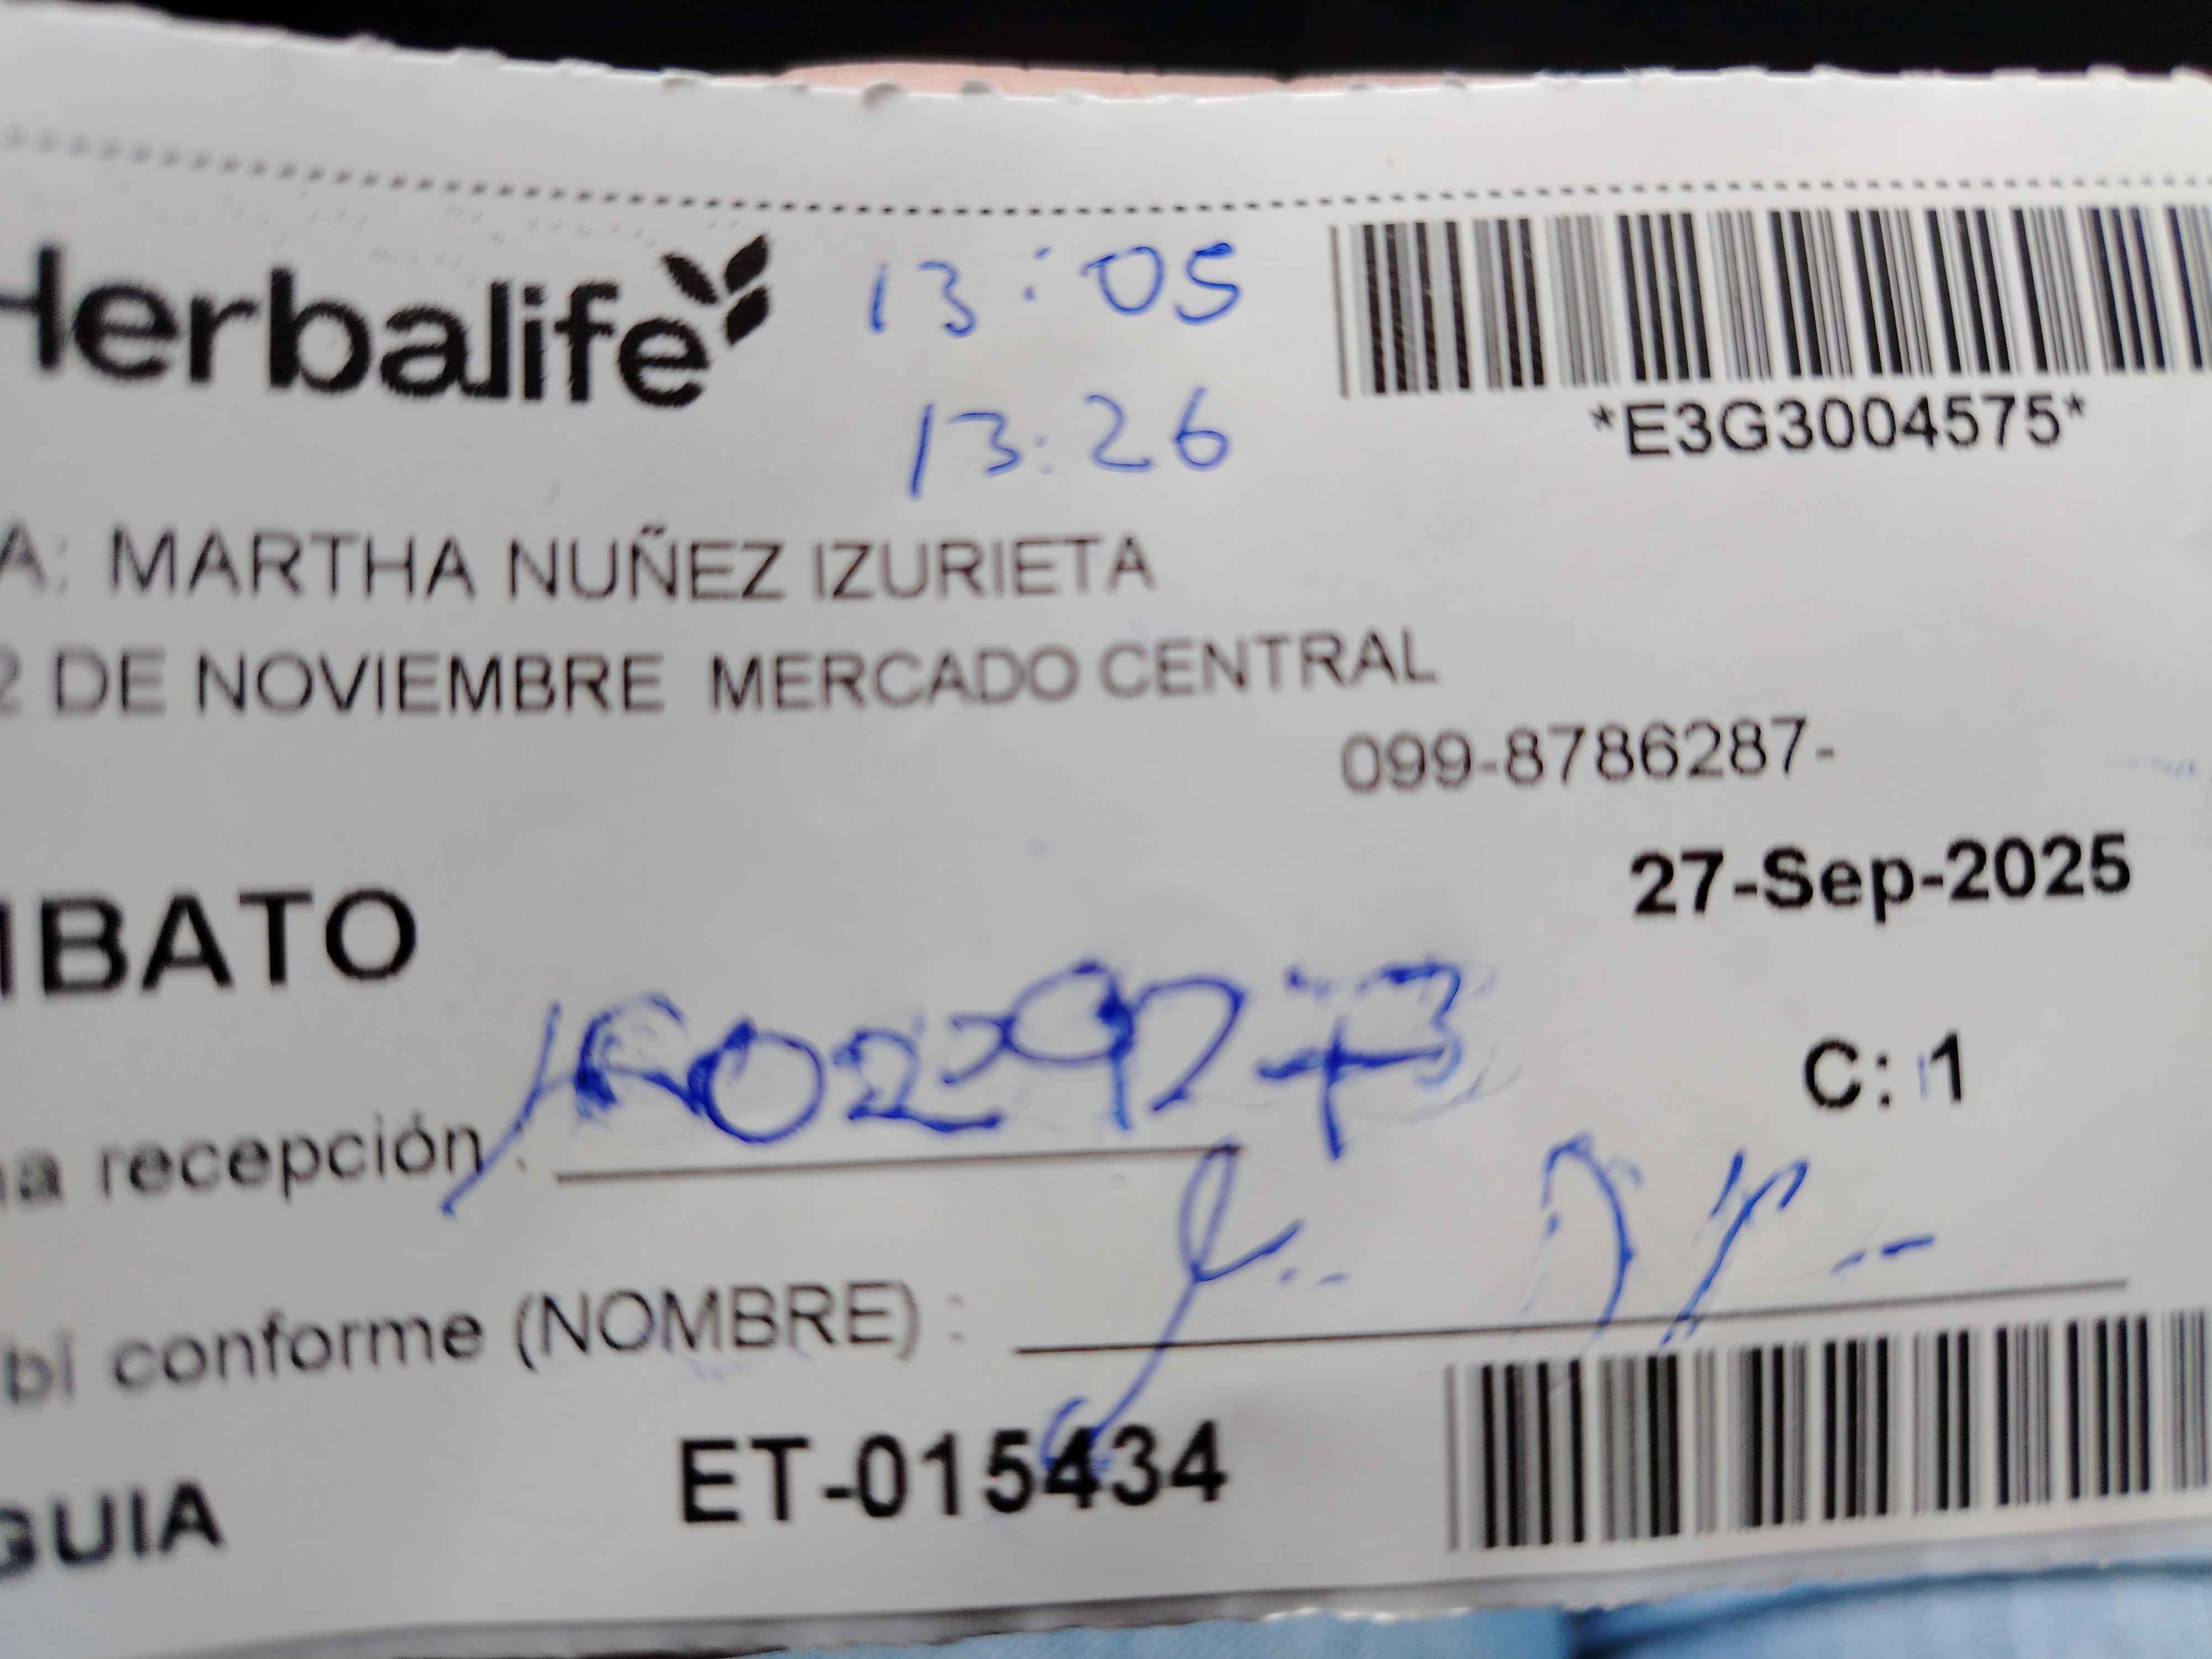 Herbalife 13:05
13:26
*E3G3004575*
A: MARTHA NUÑEZ IZURIETA
2 DE NOVIEMBRE MERCADO CENTRAL
099-8786287-
27-Sep-2025
BATO
C: 1
a recepción
bi conforme (NOMBRE) :
ET-015434
GUIA